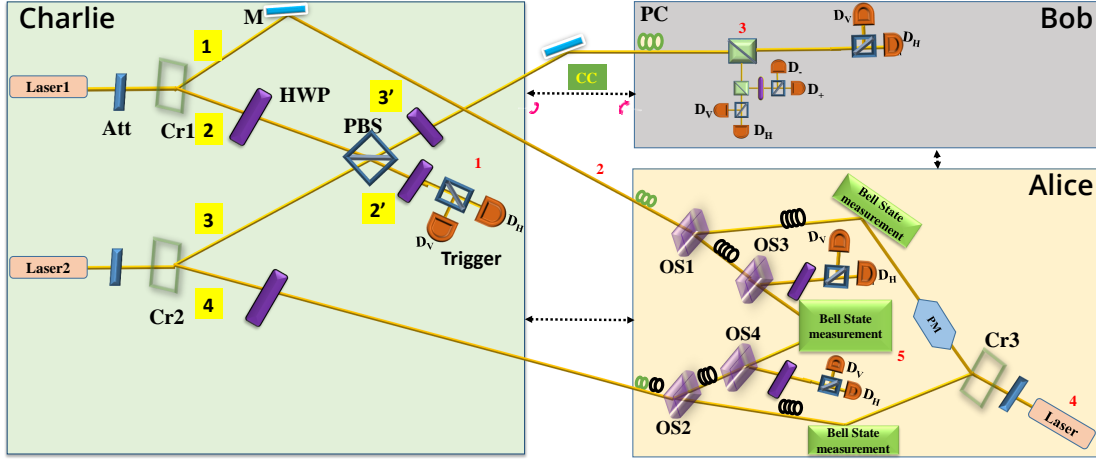 Charlie
M
1
Laser1
Att
Cr1
2
HWP
PBS
3'
2'
1
D_V
D_H
Trigger
3
Laser2
Cr2
4
CC
Bob
PC
3
D_V
D_H
D_-
D_+
D_V
D_H
Alice
2
OS1
OS3
D_V
D_H
Bell State
measurement
PM
Cr3
Bell State
measurement
5
OS4
D_V
D_H
OS2
Bell State
measurement
4
Laser